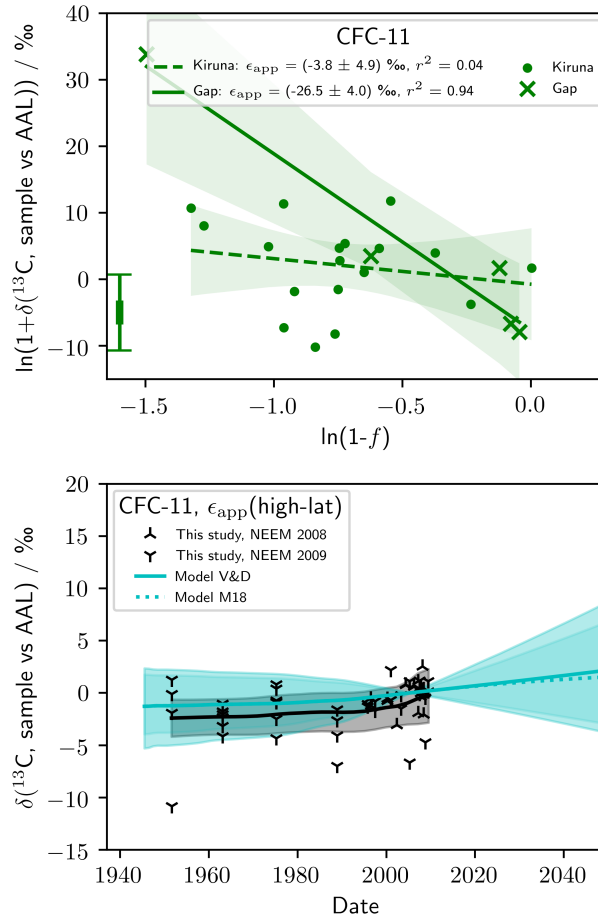 CFC-11
Kiruna: ϵapp = (-3.8 ± 4.9) ‰, r² = 0.04
Gap: ϵapp = (-26.5 ± 4.0) ‰, r² = 0.94
Kiruna
Gap
ln(1+δ(¹³C, sample vs AAL)) / ‰
40
30
20
10
0
−10
−1.5
−1.0
−0.5
0.0
ln(1-f)
CFC-11, ϵapp(high-lat)
This study, NEEM 2008
This study, NEEM 2009
Model V&D
Model M18
δ(¹³C, sample vs AAL) / ‰
20
15
10
5
0
−5
−10
−15
1940
1960
1980
2000
2020
2040
Date